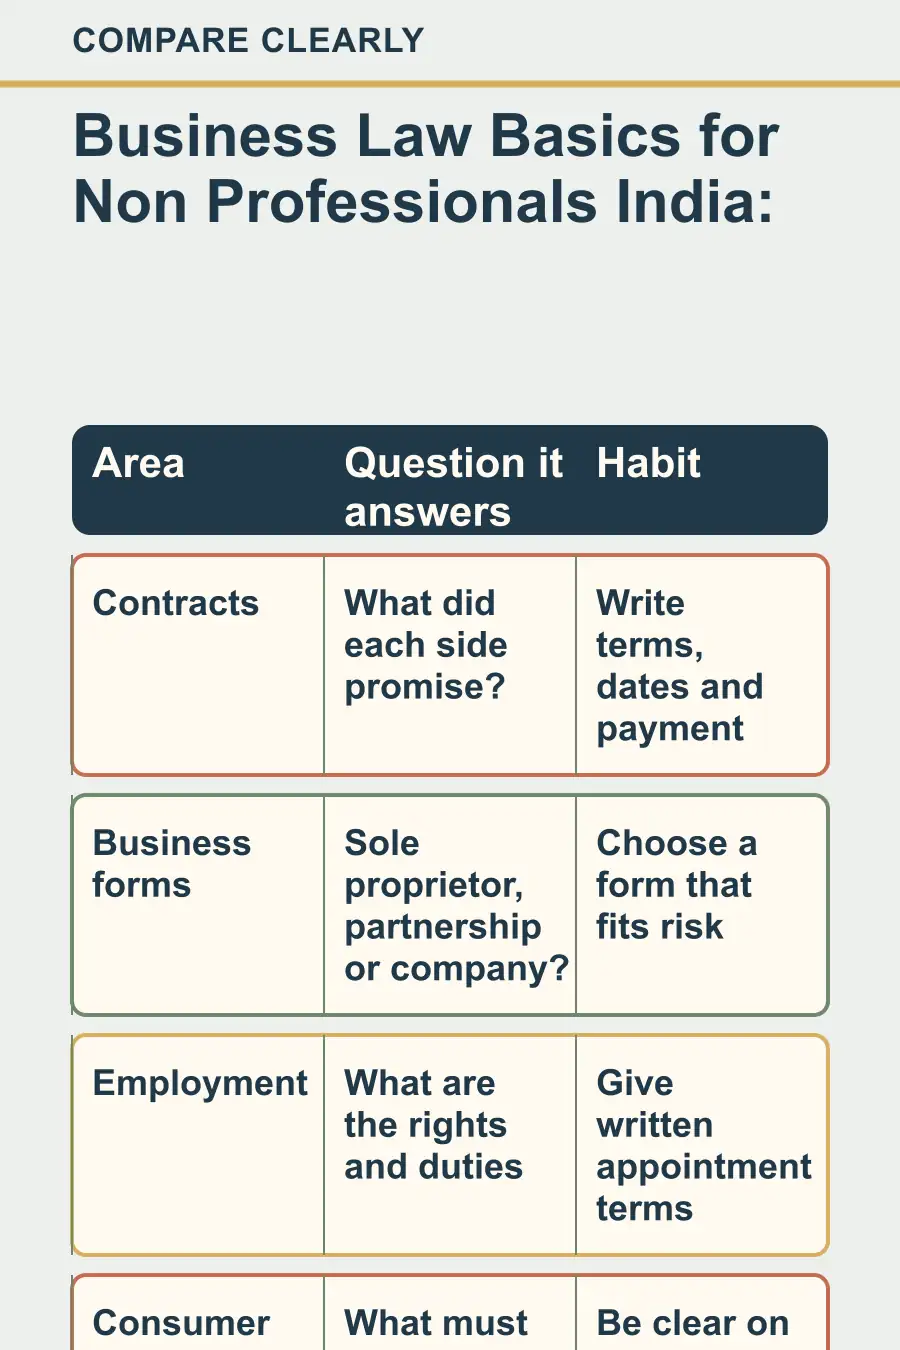 COMPARE CLEARLY
Business Law Basics for
Non Professionals India:
Area
Question it
answers
Habit
Contracts
What did
each side
promise?
Write
terms,
dates and
payment
Business
forms
Sole
proprietor,
partnership
or company?
Choose a
form that
fits risk
Employment
What are
the rights
and duties
Give
written
appointment
terms
Consumer
What must
Be clear on